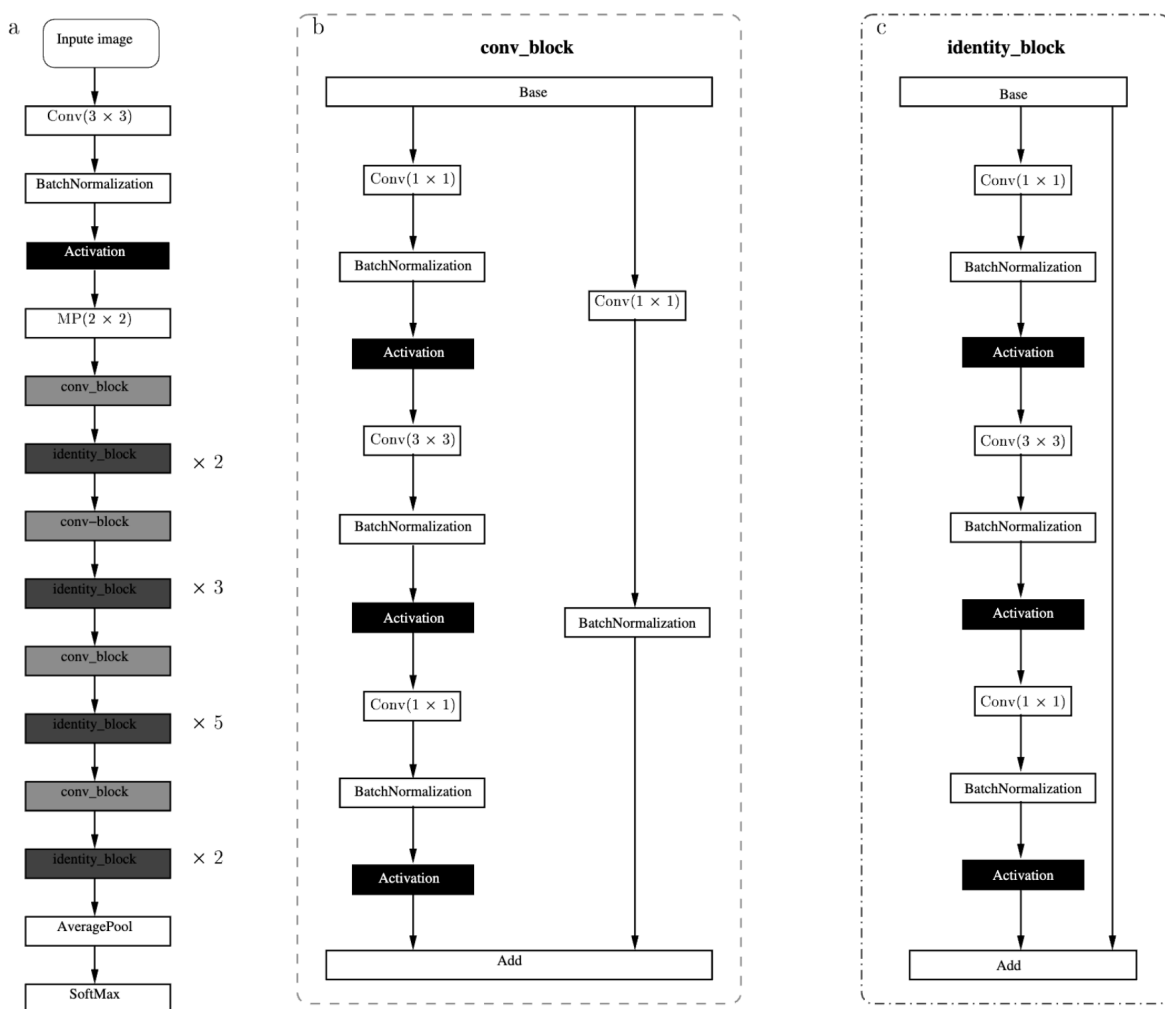 a
Inpute image
Conv(3 × 3)
BatchNormalization
Activation
MP(2 × 2)
conv_block
identity_block × 2
conv−block
identity_block × 3
conv_block
identity_block × 5
conv_block
identity_block × 2
AveragePool
SoftMax
b
conv_block
Base
Conv(1 × 1)
BatchNormalization
Activation
Conv(3 × 3)
BatchNormalization
Activation
Conv(1 × 1)
BatchNormalization
Activation
Conv(1 × 1)
BatchNormalization
Add
c
identity_block
Base
Conv(1 × 1)
BatchNormalization
Activation
Conv(3 × 3)
BatchNormalization
Activation
Conv(1 × 1)
BatchNormalization
Activation
Add